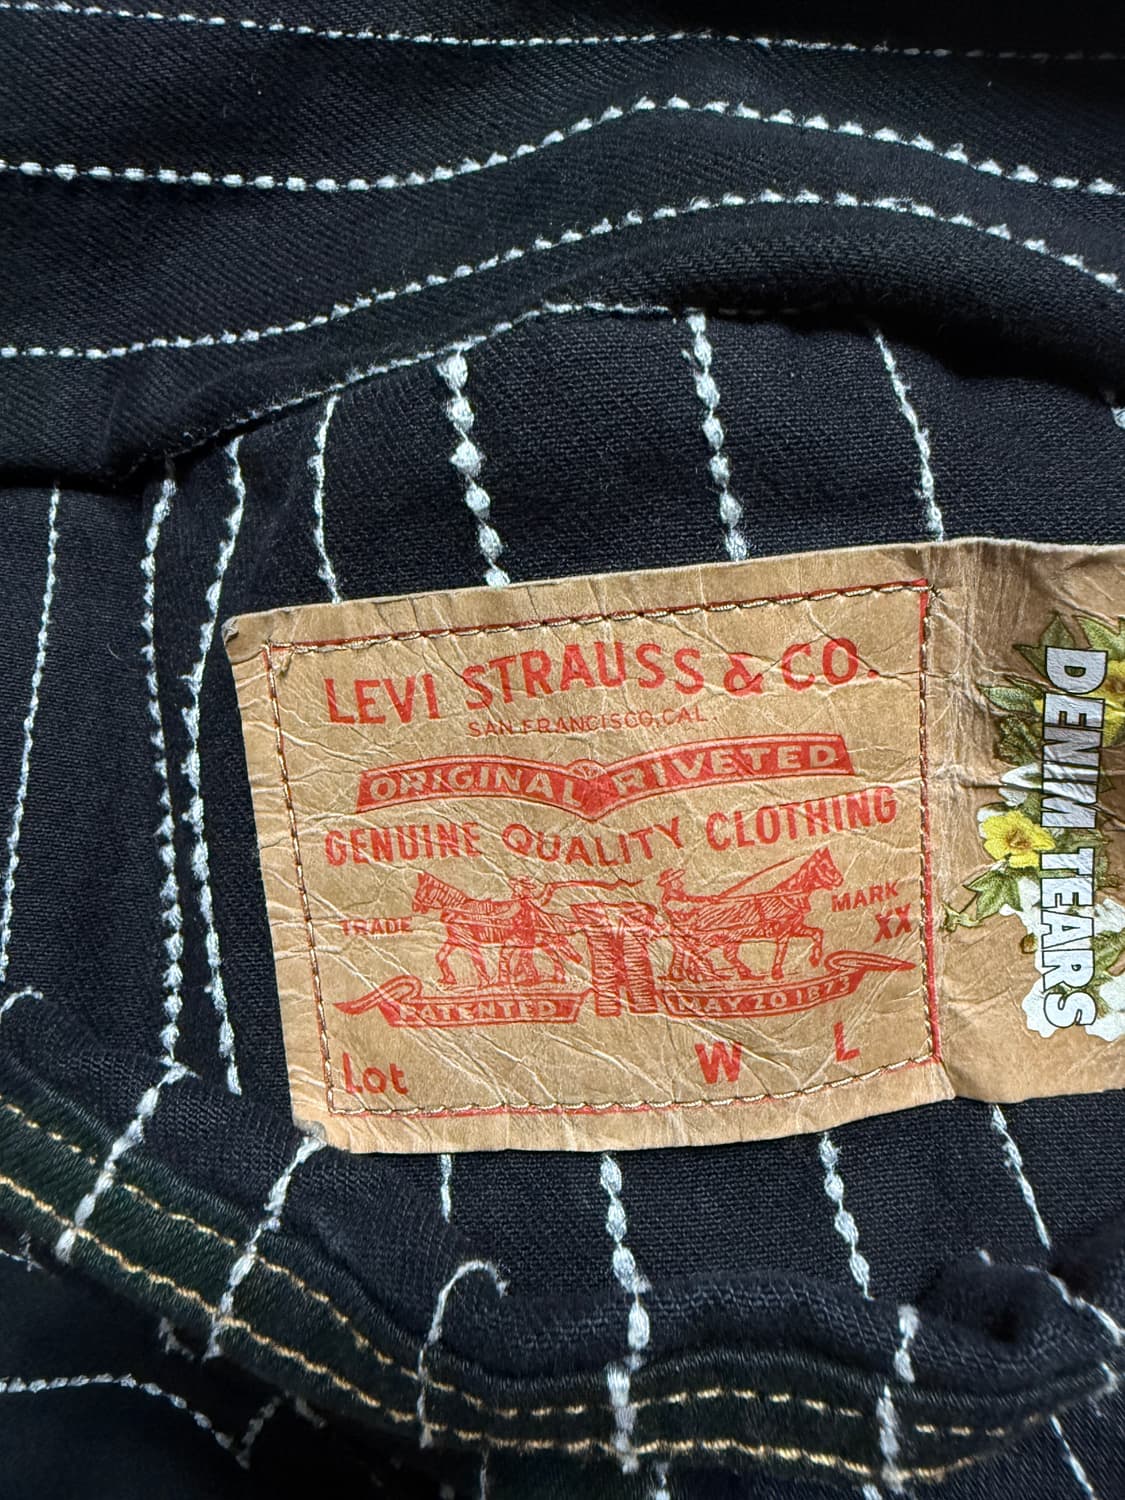 LEVI STRAUSS & CO.
SAN FRANCISCO, CAL.
ORIGINAL RIVETED
GENUINE QUALITY CLOTHING
TRADE MARK
XX
PATENTED MAY 20 1873
Lot W L
DENIM TEARS